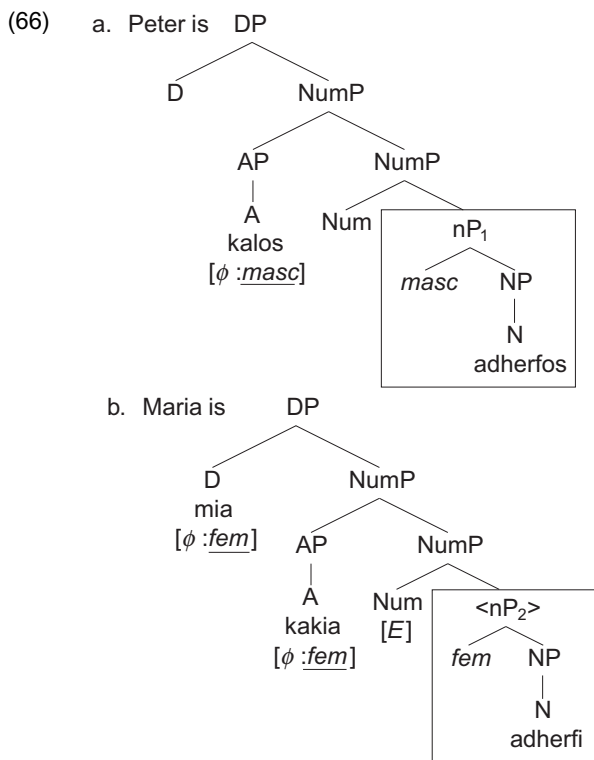 (66) a. Peter is DP
D NumP
AP NumP
A Num nP₁
kalos masc NP
[ϕ :masc] N
adherfos
b. Maria is DP
D NumP
mia
[ϕ :fem] AP NumP
A Num <nP₂>
kakia [E] fem NP
[ϕ :fem] N
adherfi